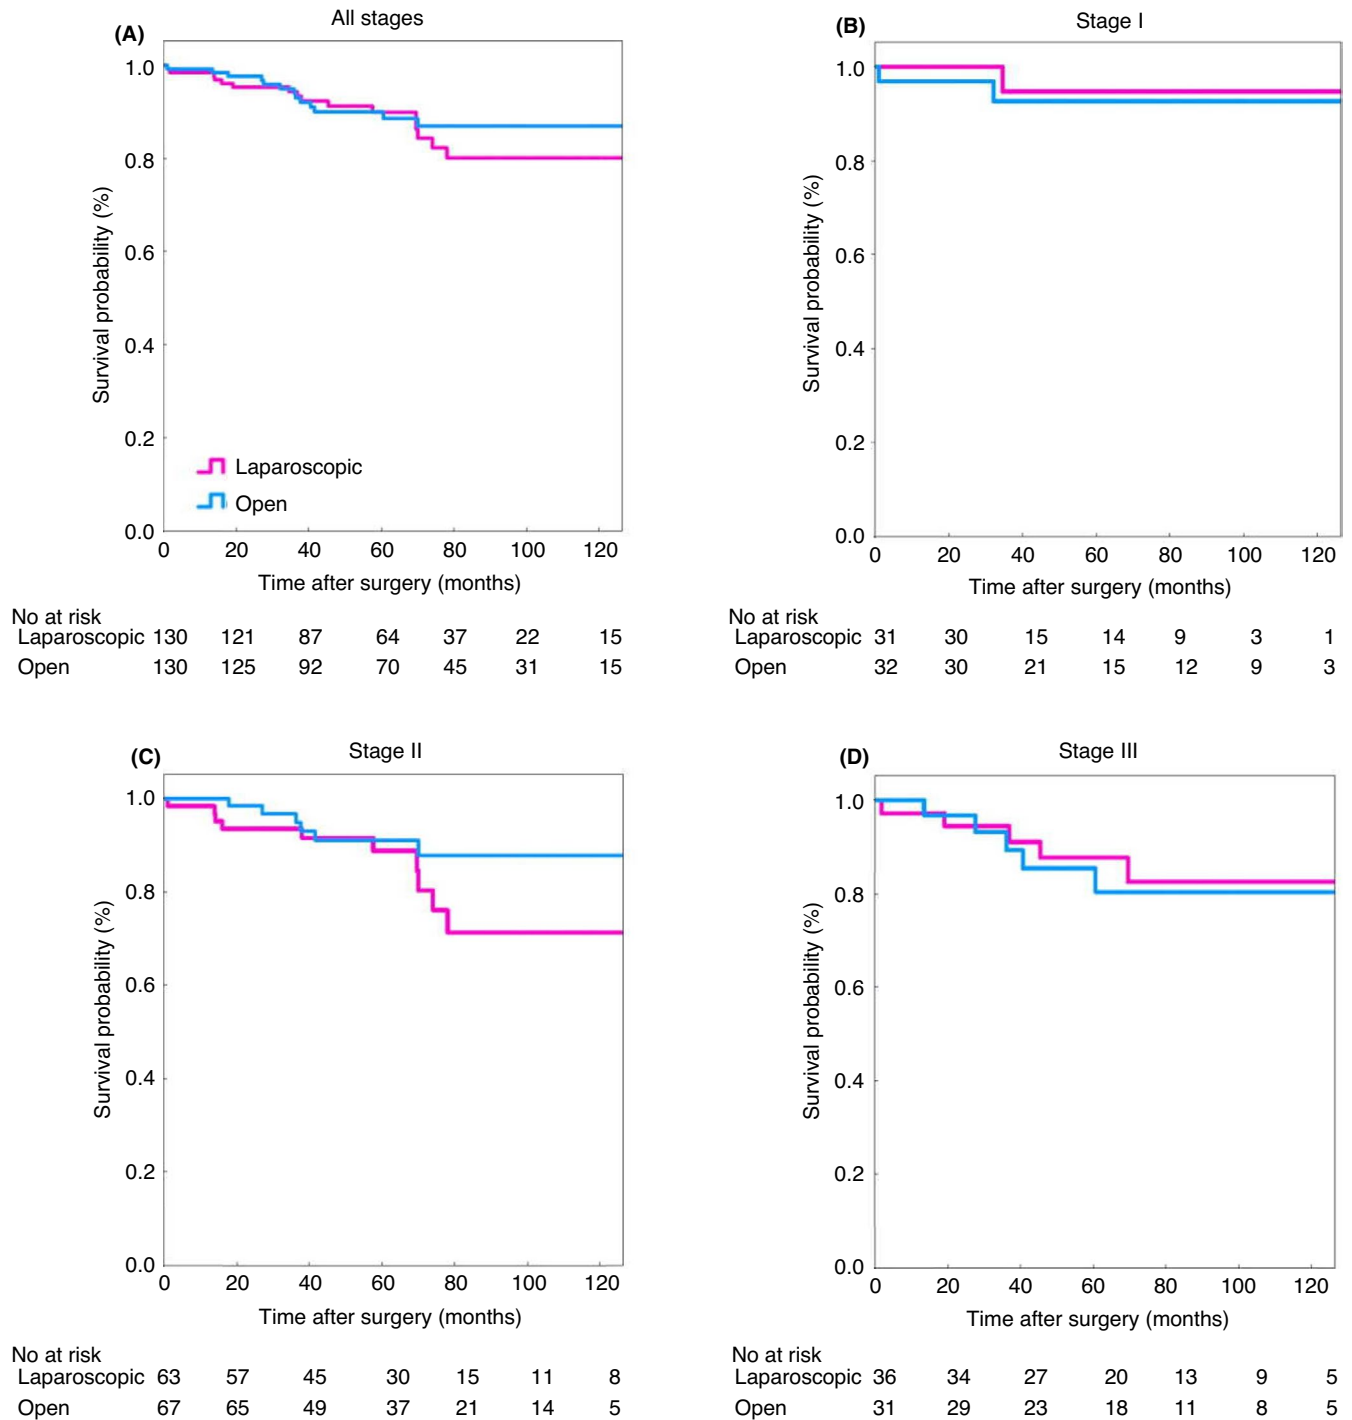 (A)
All stages
Survival probability (%)
1.0
0.8
0.6
0.4
0.2
0.0
Laparoscopic
Open
0 20 40 60 80 100 120
Time after surgery (months)
No at risk
Laparoscopic 130 121 87 64 37 22 15
Open 130 125 92 70 45 31 15
(B)
Stage I
Survival probability (%)
1.0
0.8
0.6
0.4
0.2
0.0
0 20 40 60 80 100 120
Time after surgery (months)
No at risk
Laparoscopic 31 30 15 14 9 3 1
Open 32 30 21 15 12 9 3
(C)
Stage II
Survival probability (%)
1.0
0.8
0.6
0.4
0.2
0.0
0 20 40 60 80 100 120
Time after surgery (months)
No at risk
Laparoscopic 63 57 45 30 15 11 8
Open 67 65 49 37 21 14 5
(D)
Stage III
Survival probability (%)
1.0
0.8
0.6
0.4
0.2
0.0
0 20 40 60 80 100 120
Time after surgery (months)
No at risk
Laparoscopic 36 34 27 20 13 9 5
Open 31 29 23 18 11 8 5